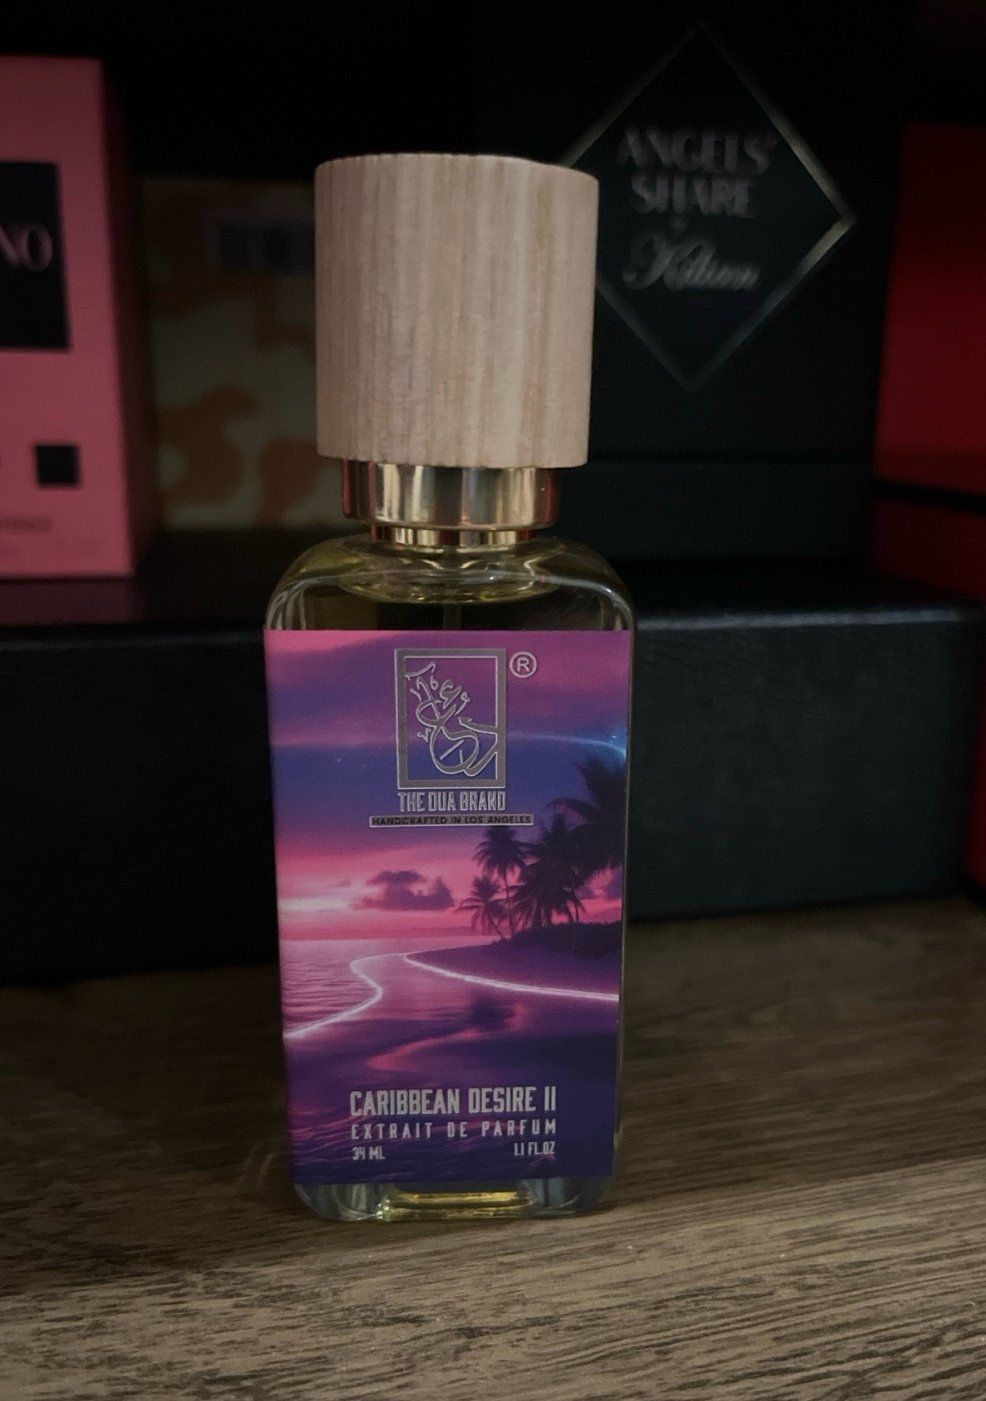 NO
ANGELS'
SHARE
Kilian
®
THE DUA BRAND
HANDCRAFTED IN LOS ANGELES
CARIBBEAN DESIRE II
EXTRAIT DE PARFUM
34 ML 1.1 FL.OZ